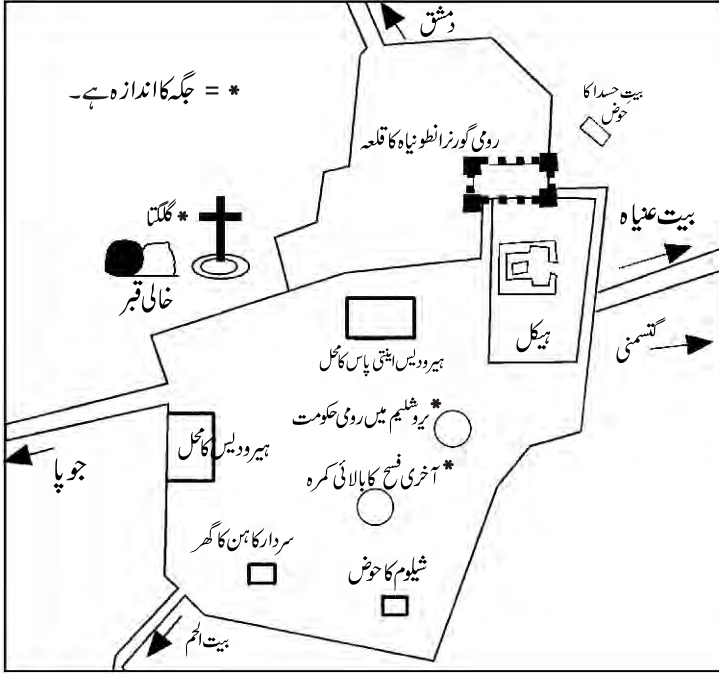 دمشق
* = جگہ کا اندازہ ہے۔
بیتِ حسدا کا
حوض
رومی گورنر انطونیاہ کا قلعہ
* گلگتا
بیت عنیاہ
خالی قبر
ہیکل
گتسمنی
ہیرودیس اینتی پاس کا محل
* یروشلیم میں رومی حکومت
ہیرودیس کا محل
جوپا
* آخری فسح کا بالائی کمرہ
سردار کاہن کا گھر
شیلوم کا حوض
بیت الحم